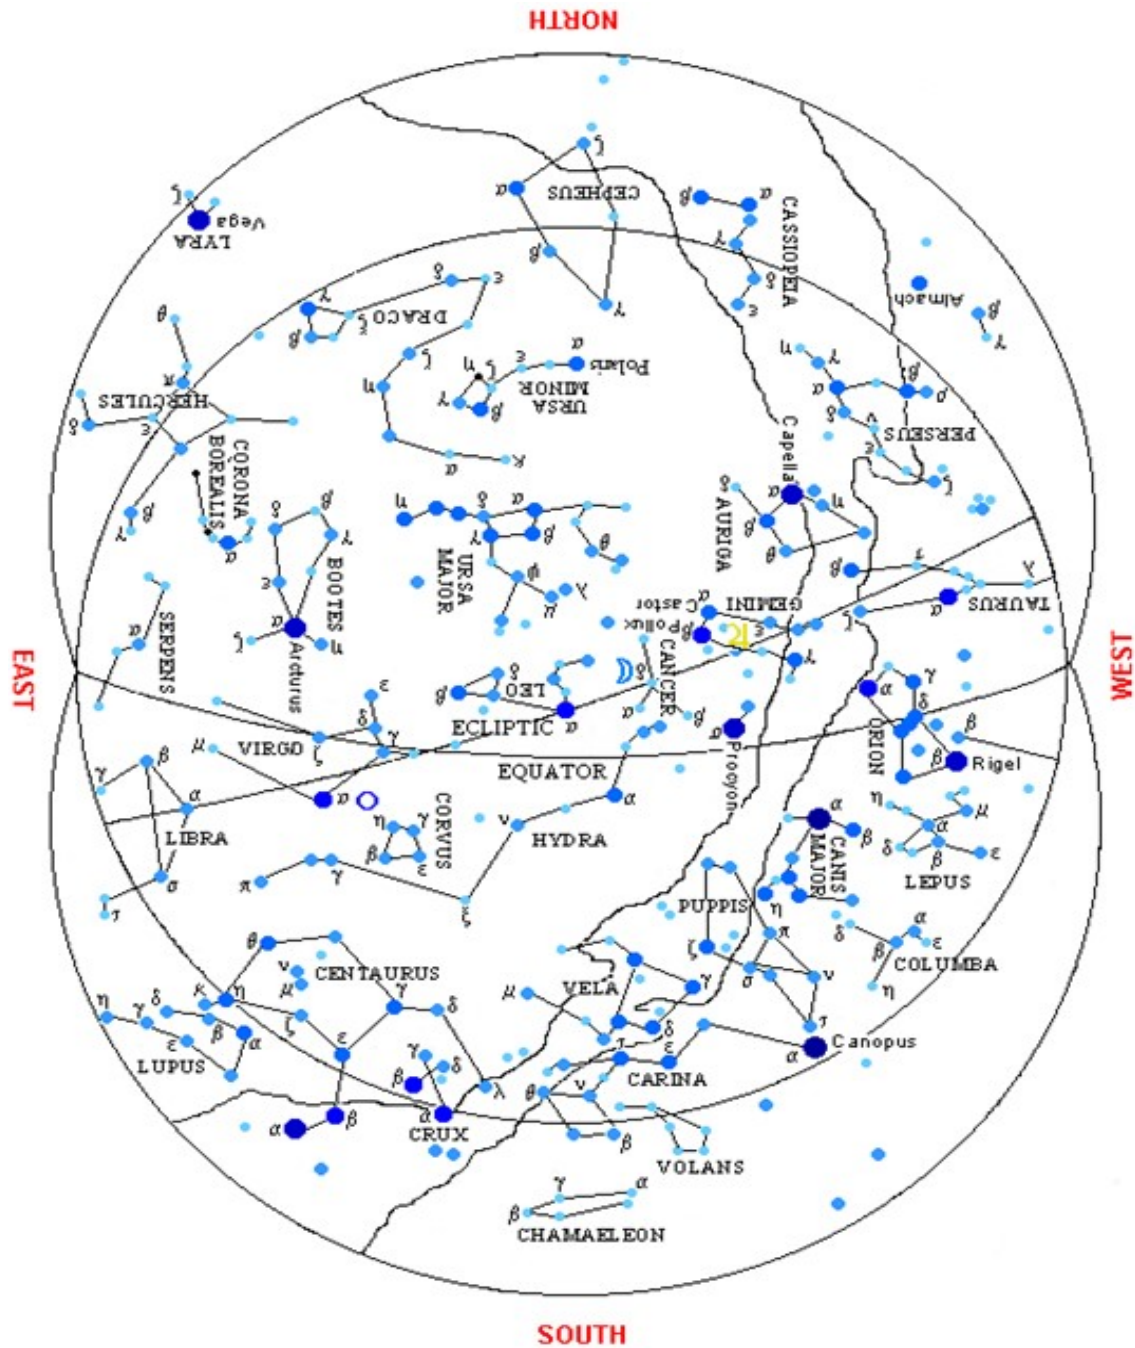 NORTH
ζ
α
CEPHEUS
β
γ
β
α
CASSIOPEIA
γ
δ
ε
ζ
Vega
LYRA
Almach
β
γ
θ
π
HERCULES
δ
ε
β
γ
γ
β
ζ
δ
ε
DRACO
ζ
η
α
κ
α
Polaris
ε
ζ
η
URSA
MINOR
γ
β
η
γ
α
β
ρ
δ
ν
ε
ζ
PERSEUS
CORONA
BOREALIS
α
δ
β
γ
ε
BOOTES
α
η
ζ
Arcturus
η
δ
α
γ
β
URSA
MAJOR
ψ
μ
λ
θ
Capella
α
δ
η
β
θ
AURIGA
β
τ
λ
α
ζ
TAURUS
α
Castor
GEMINI
β
Pollux
ε
♃
γ
SERPENS
α
EAST
WEST
LEO
δ
β
α
☽
δ
CANCER
α
β
ECLIPTIC
ε
δ
γ
ζ
VIRGO
μ
α
α
Procyon
α
γ
δ
ORION
β
Rigel
β
EQUATOR
γ
β
α
LIBRA
σ
τ
CORVUS
η
γ
β
ε
ν
HYDRA
α
π
γ
ξ
α
β
CANIS
MAJOR
η
η
μ
α
δ
β
ε
LEPUS
PUPPIS
ζ
π
σ
ν
τ
α
δ
β
ε
η
COLUMBA
θ
ν
μ
CENTAURUS
κ
η
ζ
ε
γ
δ
λ
α
β
μ
VELA
γ
δ
η
δ
γ
β
ε
α
LUPUS
γ
δ
β
α
CRUX
τ
ε
CARINA
θ
ν
β
α
Canopus
VOLANS
γ
α
β
CHAMAELEON
SOUTH